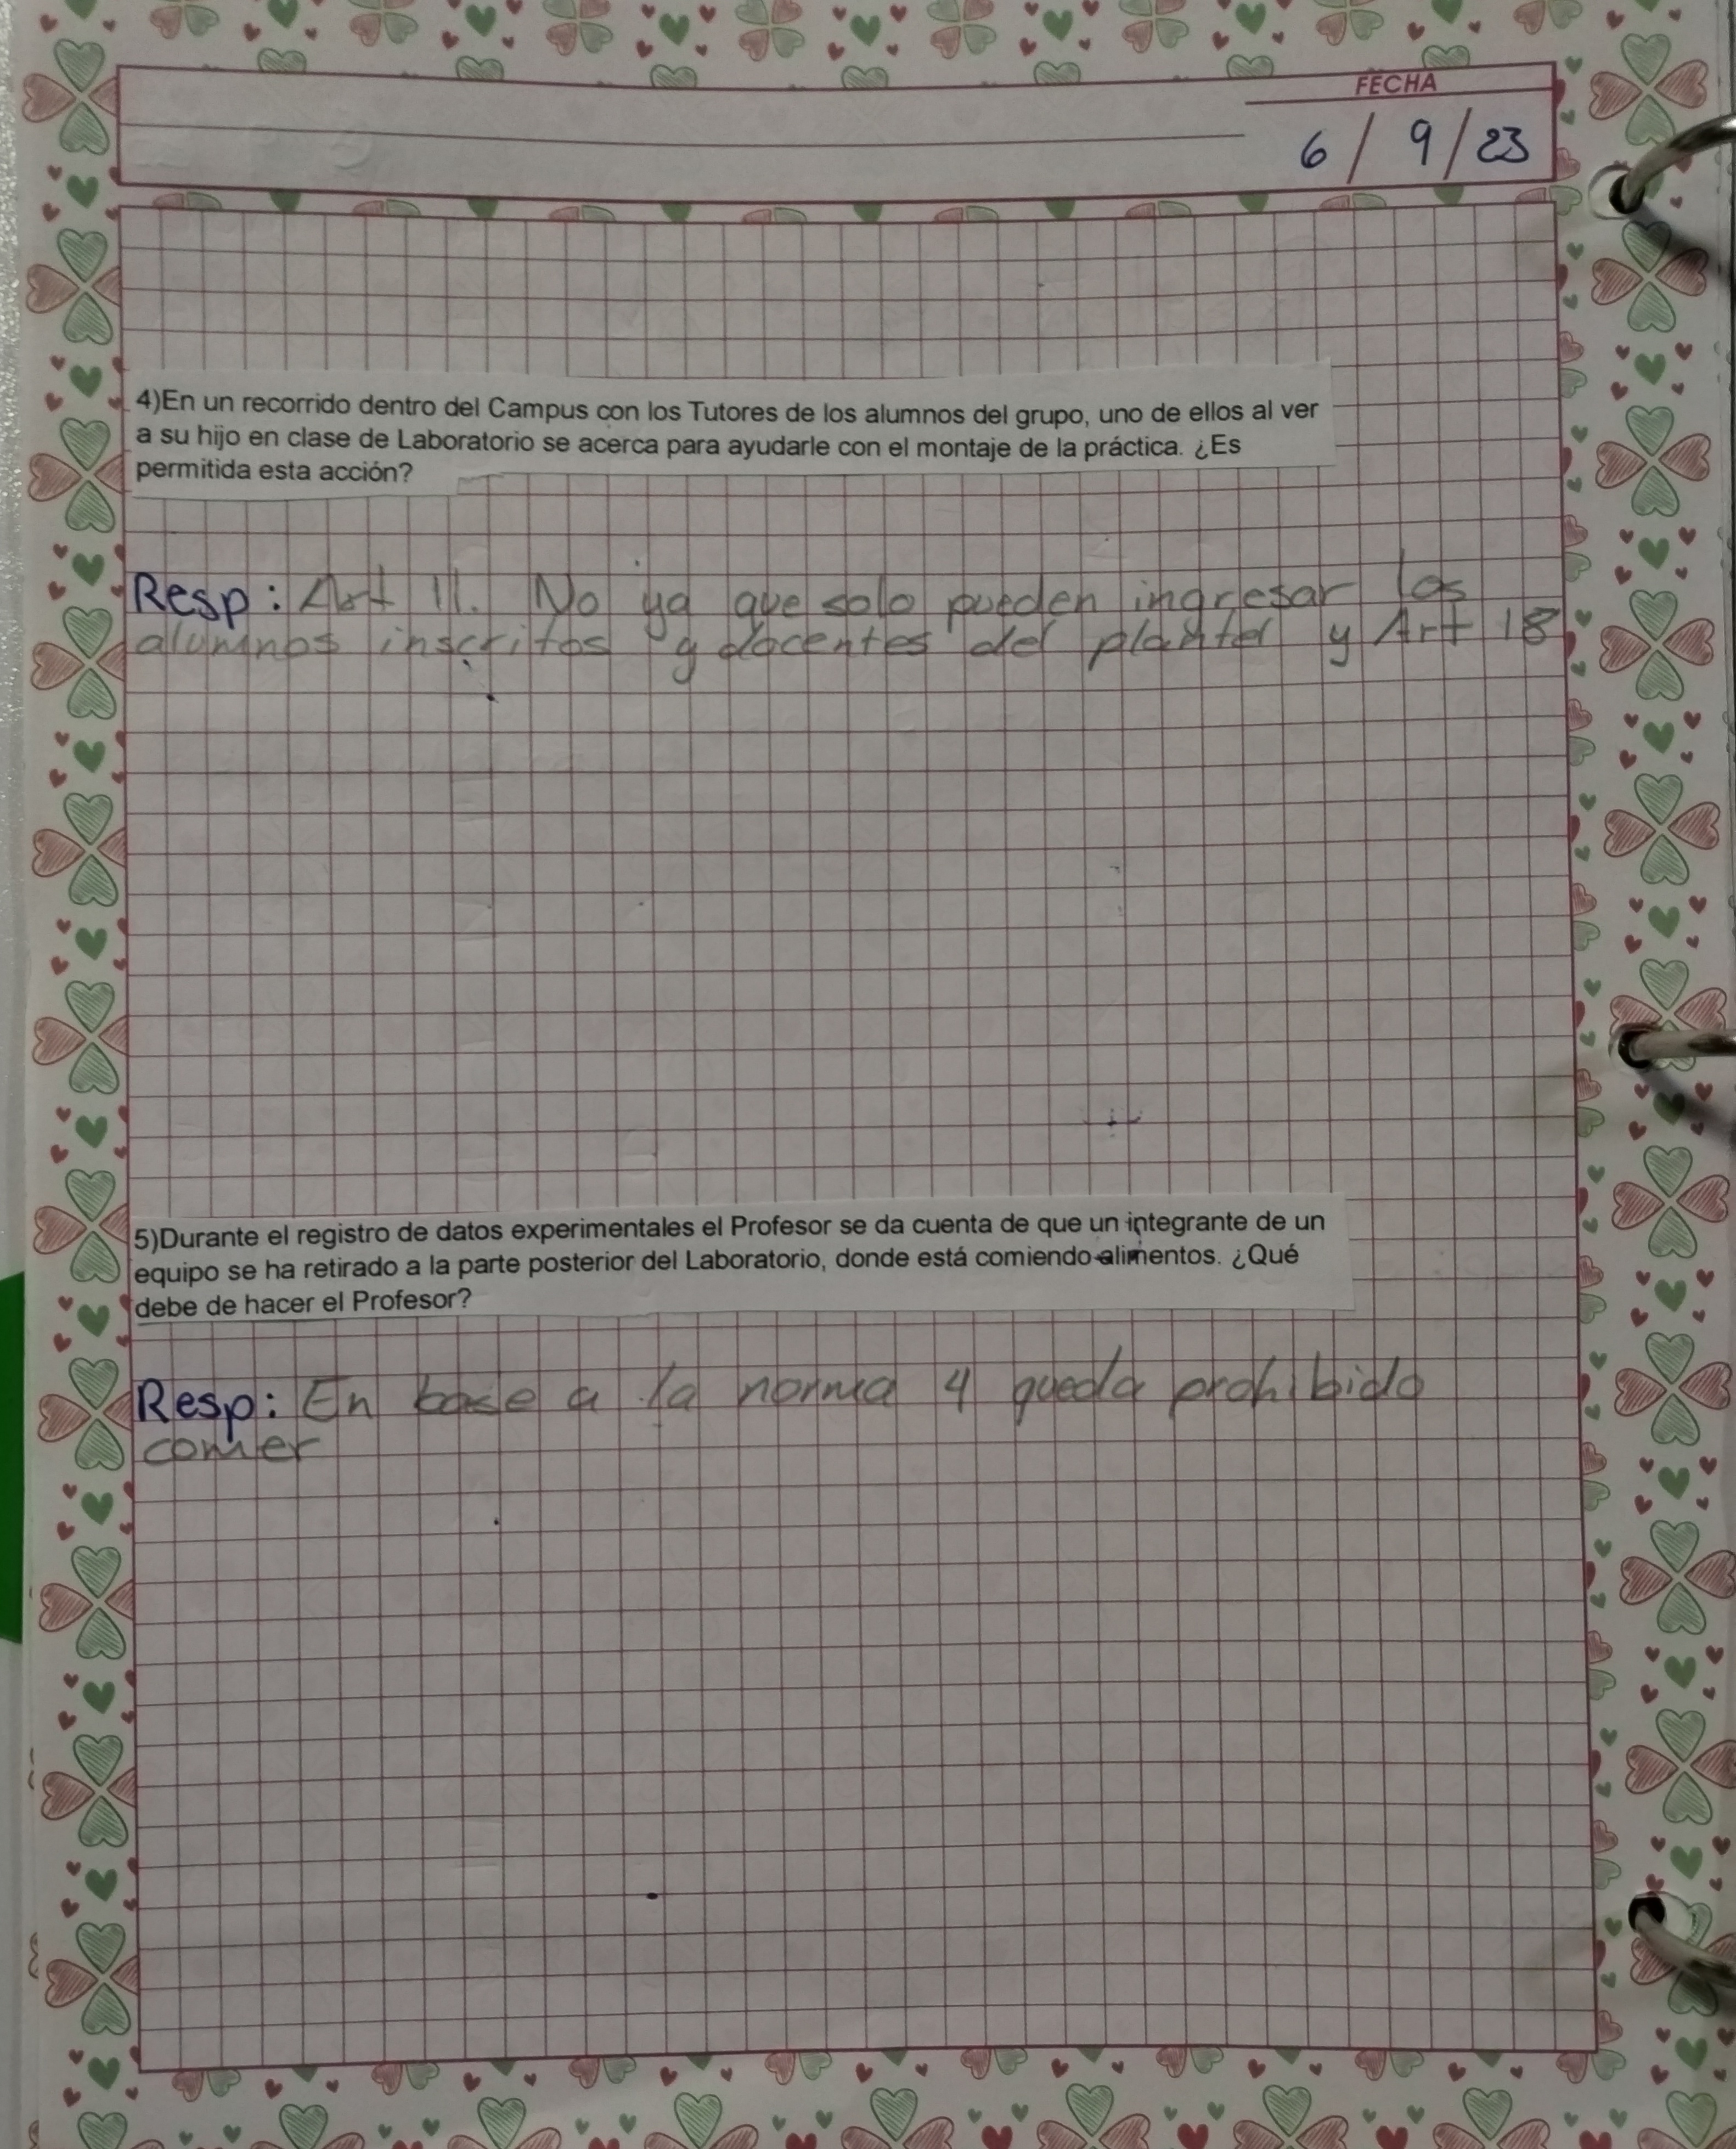 FECHA
6 / 9 / 23
4)En un recorrido dentro del Campus con los Tutores de los alumnos del grupo, uno de ellos al ver
a su hijo en clase de Laboratorio se acerca para ayudarle con el montaje de la práctica. ¿Es
permitida esta acción?
Resp: Art 11. No ya que solo pueden ingresar los
alumnos inscritos y docentes del plantel y Art 18
5)Durante el registro de datos experimentales el Profesor se da cuenta de que un integrante de un
equipo se ha retirado a la parte posterior del Laboratorio, donde está comiendo alimentos. ¿Qué
debe de hacer el Profesor?
Resp: En base a la norma 4 queda prohibido
comer